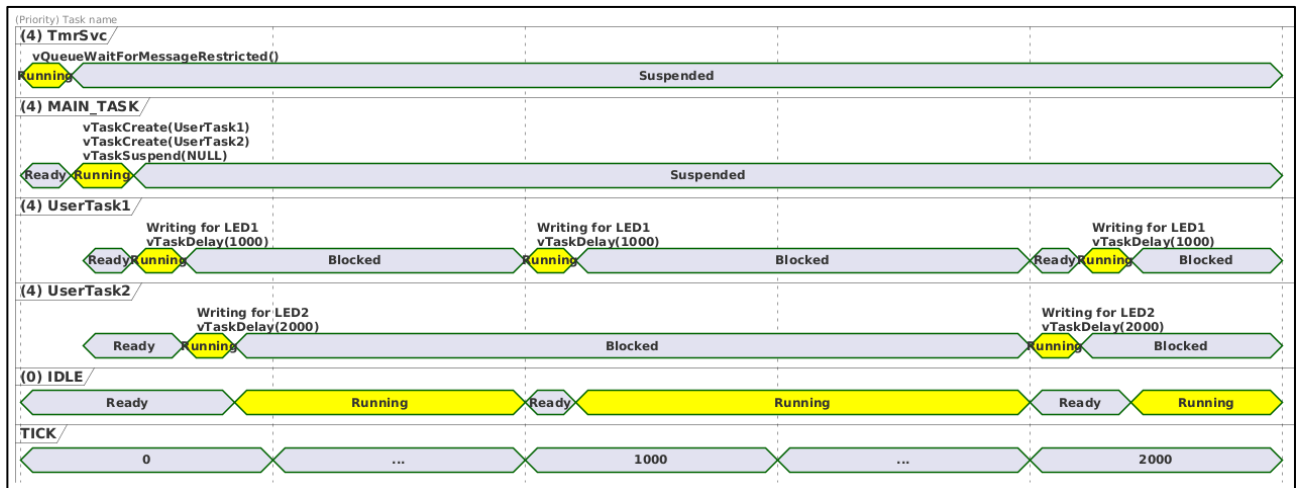 (Priority) Task name
(4) TmrSvc
vQueueWaitForMessageRestricted()
Running Suspended
(4) MAIN_TASK
vTaskCreate(UserTask1)
vTaskCreate(UserTask2)
vTaskSuspend(NULL)
Ready Running Suspended
(4) UserTask1
Writing for LED1 Writing for LED1 Writing for LED1
vTaskDelay(1000) vTaskDelay(1000) vTaskDelay(1000)
Ready Running Blocked Running Blocked Ready Running Blocked
(4) UserTask2
Writing for LED2 Writing for LED2
vTaskDelay(2000) vTaskDelay(2000)
Ready Running Blocked Running Blocked
(0) IDLE
Ready Running Ready Running Ready Running
TICK
0 ... 1000 ... 2000